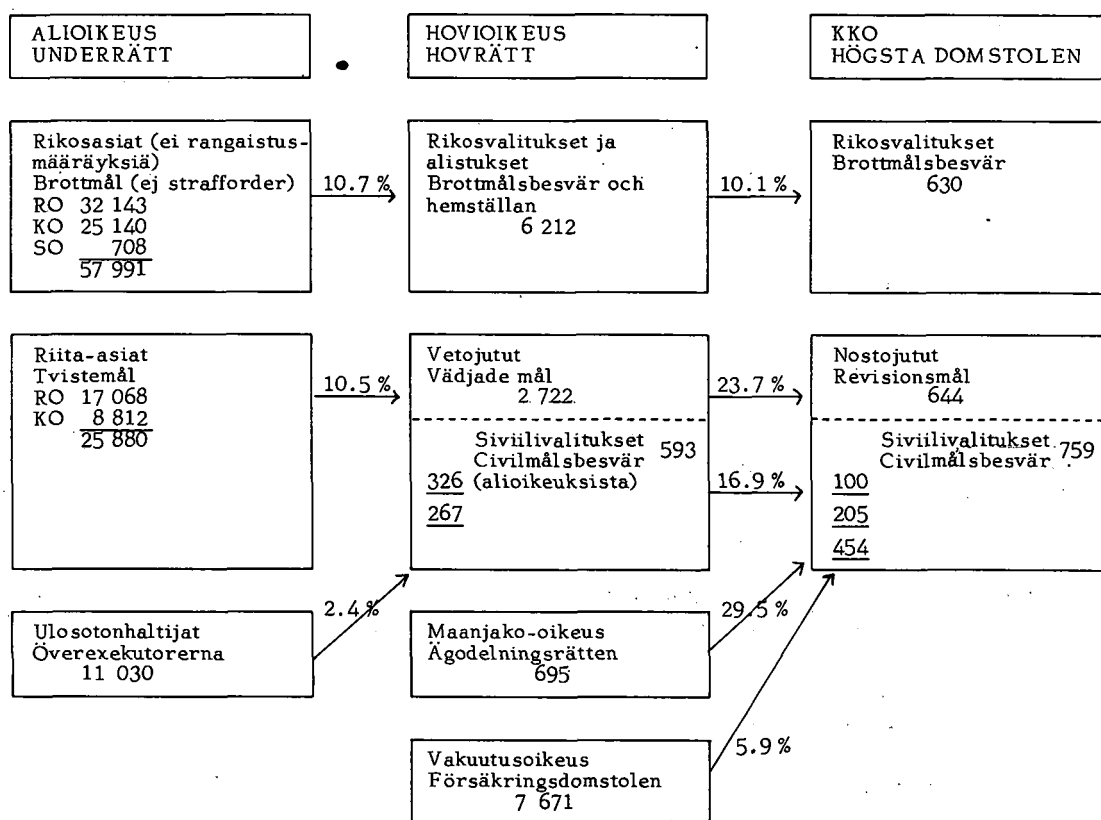 ALIOIKEUS
UNDERRÄTT
HOVIOIKEUS
HOVRÄTT
KKO
HÖGSTA DOMSTOLEN
Rikosasiat (ei rangaistus-
määräyksiä)
Brottmål (ej strafforder)
RO 32 143
KO 25 140
SO 708
57 991
10.7 %
Rikosvalitukset ja
alistukset
Brottmålsbesvär och
hemställan
6 212
10.1 %
Rikosvalitukset
Brottmålsbesvär
630
Riita-asiat
Tvistemål
RO 17 068
KO 8 812
25 880
10.5 %
Vetojutut
Vädjade mål
2 722
23.7 %
Nostojutut
Revisionsmål
644
Siviilivalitukset 593
Civilmålsbesvär
(alioikeuksista)
326
267
16.9 %
Siviilivalitukset 759
Civilmålsbesvär
100
205
454
Ulosotonhaltijat
Överexekutorerna
11 030
2.4 %
Maanjako-oikeus
Ägodelningsrätten
695
29.5 %
Vakuutusoikeus
Försäkringsdomstolen
7 671
5.9 %